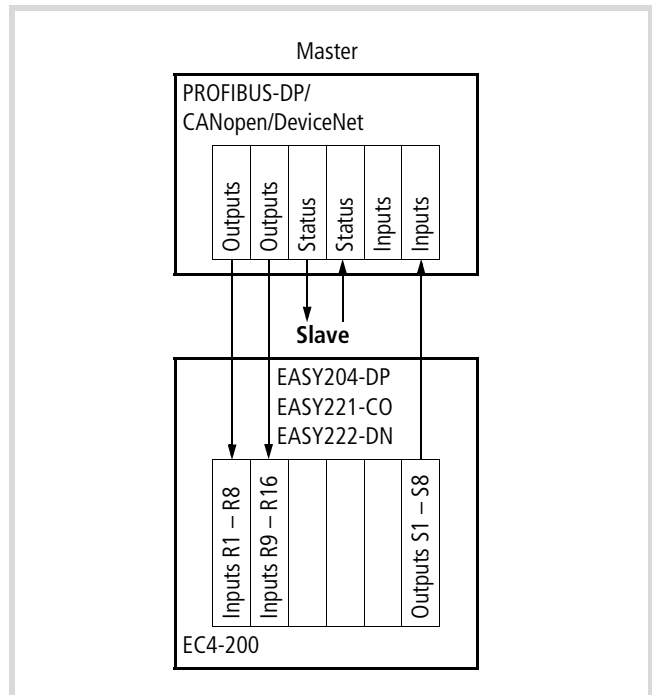 Master
PROFIBUS-DP/
CANopen/DeviceNet
Outputs
Outputs
Status
Status
Inputs
Inputs
Slave
EASY204-DP
EASY221-CO
EASY222-DN
Inputs R1 – R8
Inputs R9 – R16
Outputs S1 – S8
EC4-200